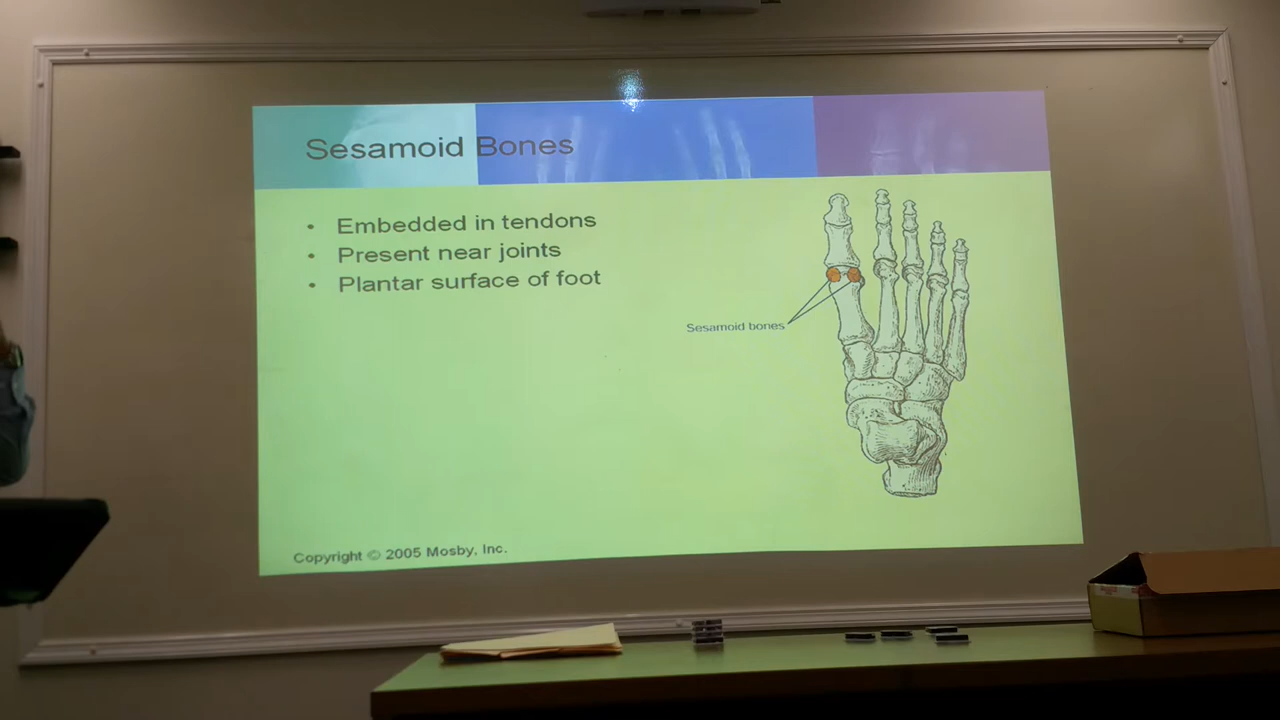 Sesamoid Bones
• Embedded in tendons
• Present near joints
• Plantar surface of foot
Sesamoid bones
Copyright © 2005 Mosby, Inc.